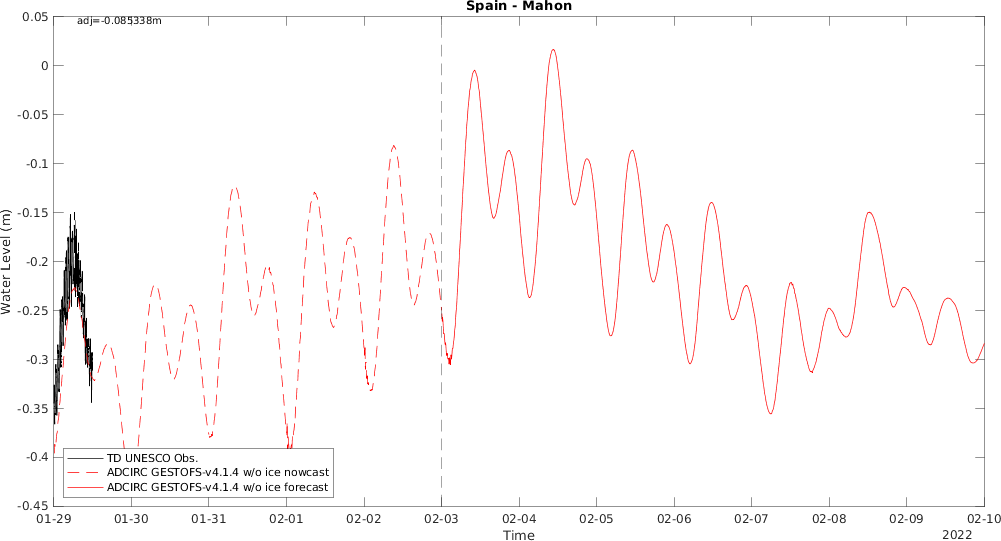 Spain - Mahon
adj=-0.085338m
0.05
0
-0.05
-0.1
-0.15
-0.2
-0.25
-0.3
-0.35
-0.4
-0.45
Water Level (m)
TD UNESCO Obs.
ADCIRC GESTOFS-v4.1.4 w/o ice nowcast
ADCIRC GESTOFS-v4.1.4 w/o ice forecast
01-29 01-30 01-31 02-01 02-02 02-03 02-04 02-05 02-06 02-07 02-08 02-09 02-10
Time
2022